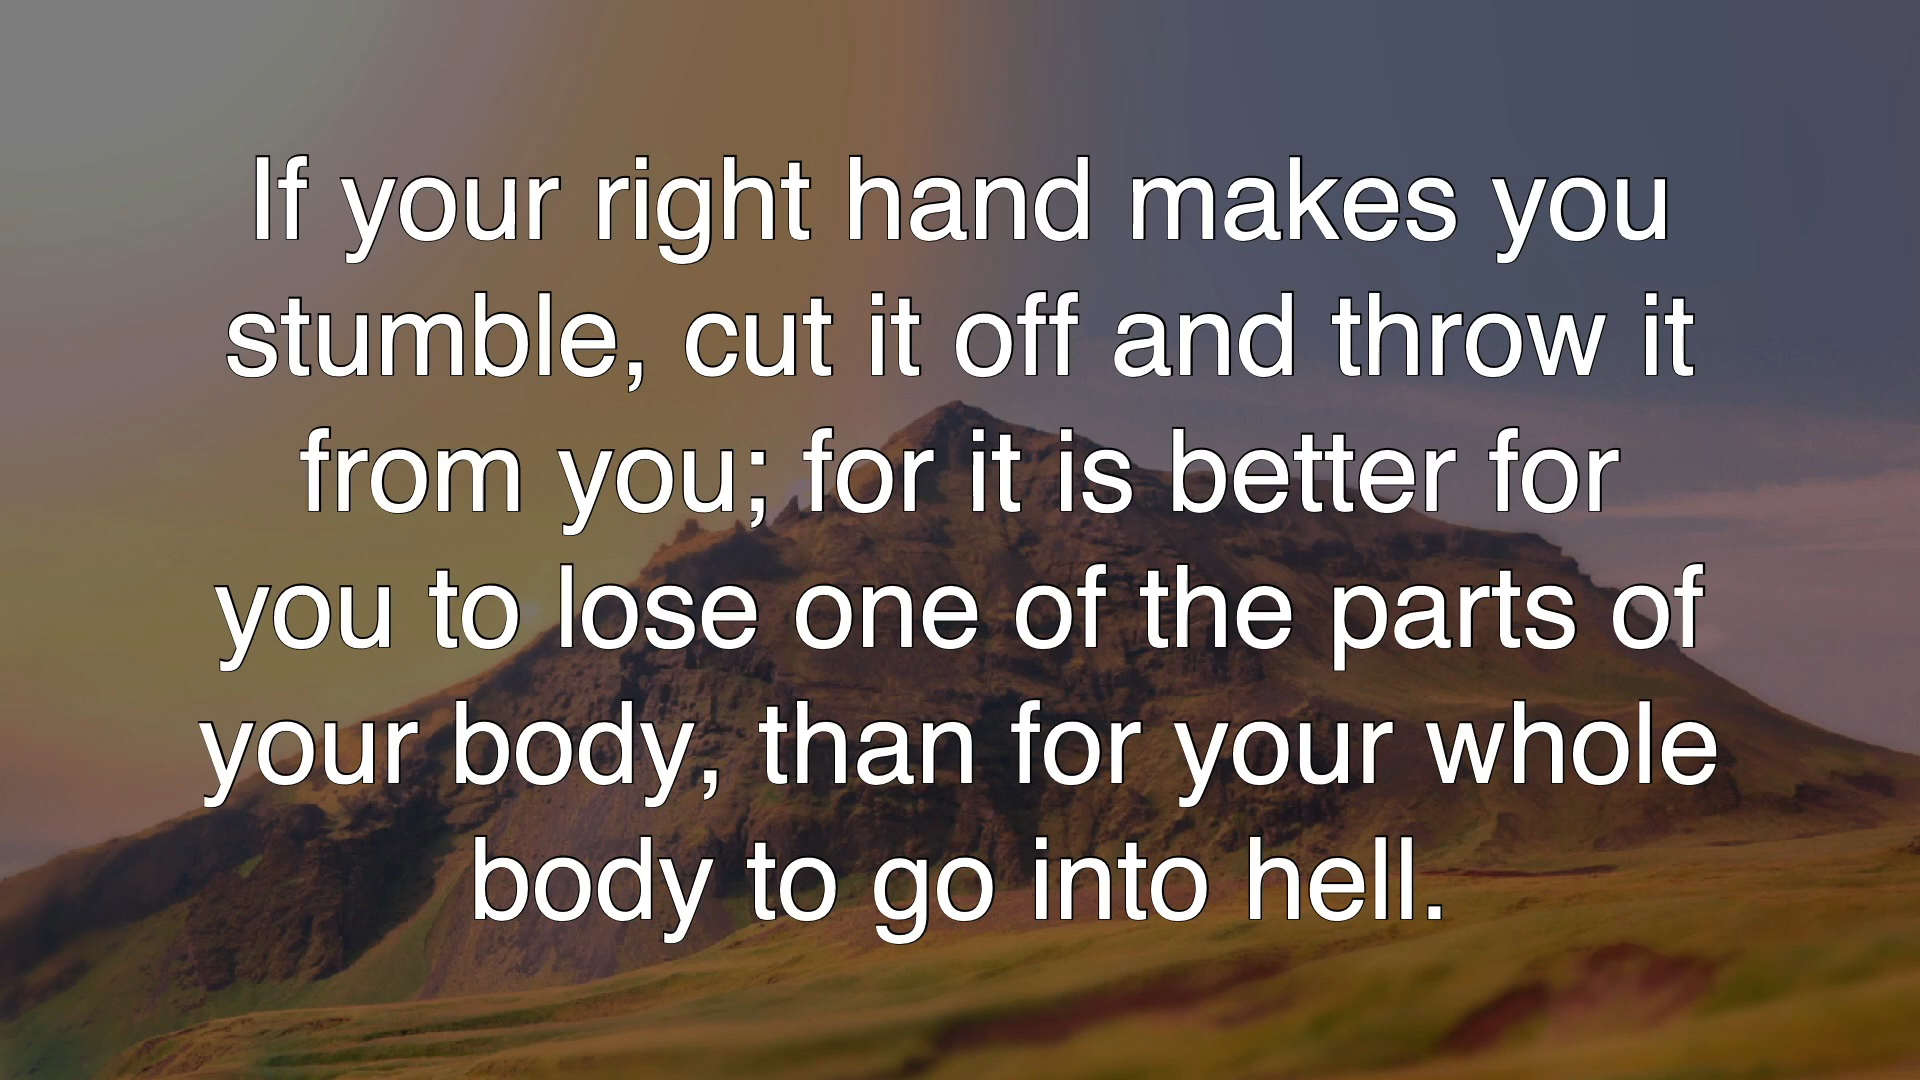 If your right hand makes you
stumble, cut it off and throw it
from you; for it is better for
you to lose one of the parts of
your body, than for your whole
body to go into hell.